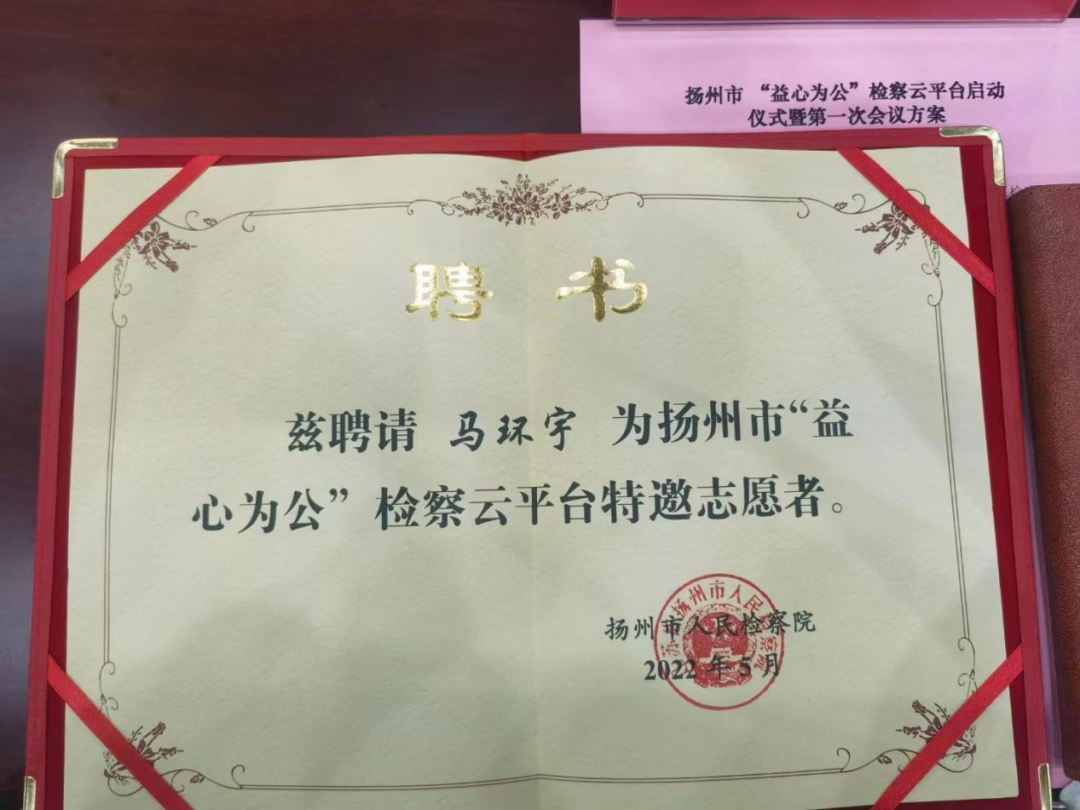 扬州市 “益心为公”检察云平台启动
仪式暨第一次会议方案
聘 书
兹聘请 马环宇 为扬州市“益
心为公”检察云平台特邀志愿者。
扬州市人民检察院
2022年5月